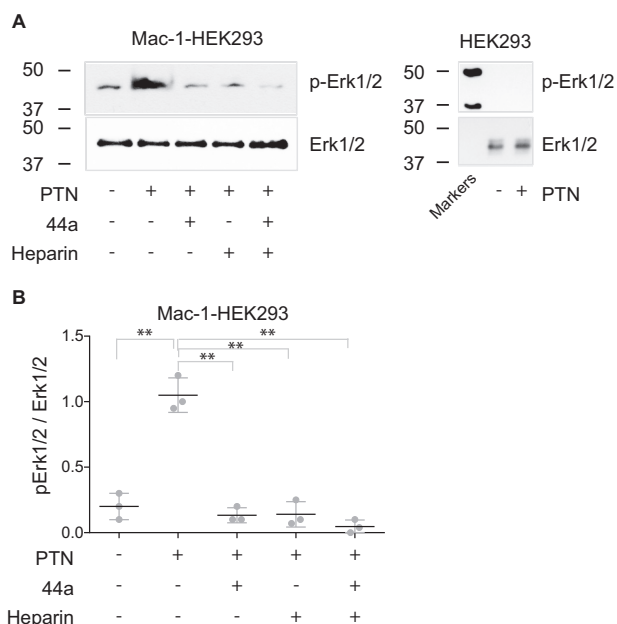 A
Mac-1-HEK293
HEK293
50
p-Erk1/2
37
50
Erk1/2
37
50
p-Erk1/2
37
50
Erk1/2
37
PTN - + + + +
44a - - + - +
Heparin - - - + +
Markers
- + PTN
B
Mac-1-HEK293
** ** ** **
pErk1/2 / Erk1/2
1.5
1.0
0.5
0.0
PTN - + + + +
44a - - + - +
Heparin - - - + +